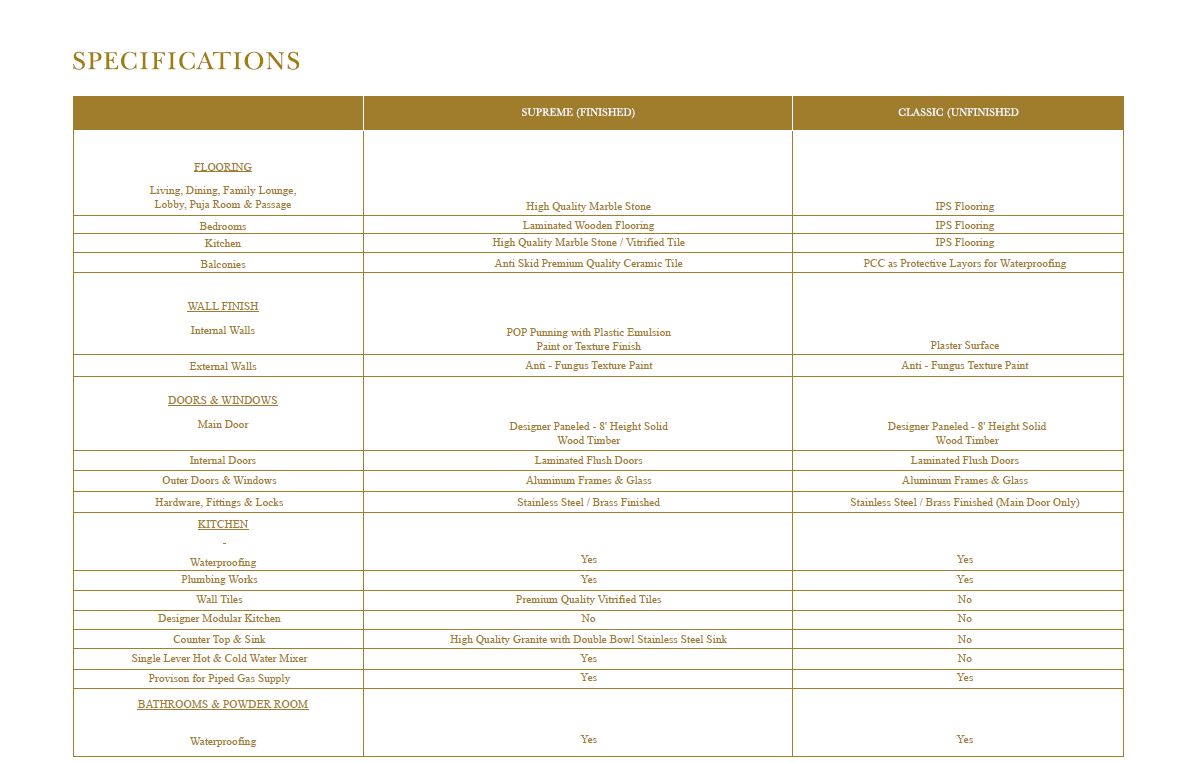 SPECIFICATIONS
SUPREME (FINISHED) CLASSIC (UNFINISHED
FLOORING
Living, Dining, Family Lounge,
Lobby, Puja Room & Passage High Quality Marble Stone IPS Flooring
Bedrooms Laminated Wooden Flooring IPS Flooring
Kitchen High Quality Marble Stone / Vitrified Tile IPS Flooring
Balconies Anti Skid Premium Quality Ceramic Tile PCC as Protective Layors for Waterproofing
WALL FINISH
Internal Walls POP Punning with Plastic Emulsion
Paint or Texture Finish Plaster Surface
External Walls Anti - Fungus Texture Paint Anti - Fungus Texture Paint
DOORS & WINDOWS
Main Door Designer Paneled - 8' Height Solid Designer Paneled - 8' Height Solid
Wood Timber Wood Timber
Internal Doors Laminated Flush Doors Laminated Flush Doors
Outer Doors & Windows Aluminum Frames & Glass Aluminum Frames & Glass
Hardware, Fittings & Locks Stainless Steel / Brass Finished Stainless Steel / Brass Finished (Main Door Only)
KITCHEN
-
Waterproofing Yes Yes
Plumbing Works Yes Yes
Wall Tiles Premium Quality Vitrified Tiles No
Designer Modular Kitchen No No
Counter Top & Sink High Quality Granite with Double Bowl Stainless Steel Sink No
Single Lever Hot & Cold Water Mixer Yes No
Provison for Piped Gas Supply Yes Yes
BATHROOMS & POWDER ROOM
Waterproofing Yes Yes